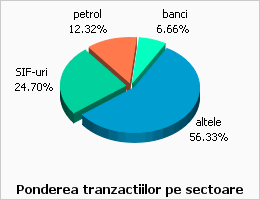 petrol
12.32%
banci
6.66%
SIF-uri
24.70%
altele
56.33%
Ponderea tranzactiilor pe sectoare